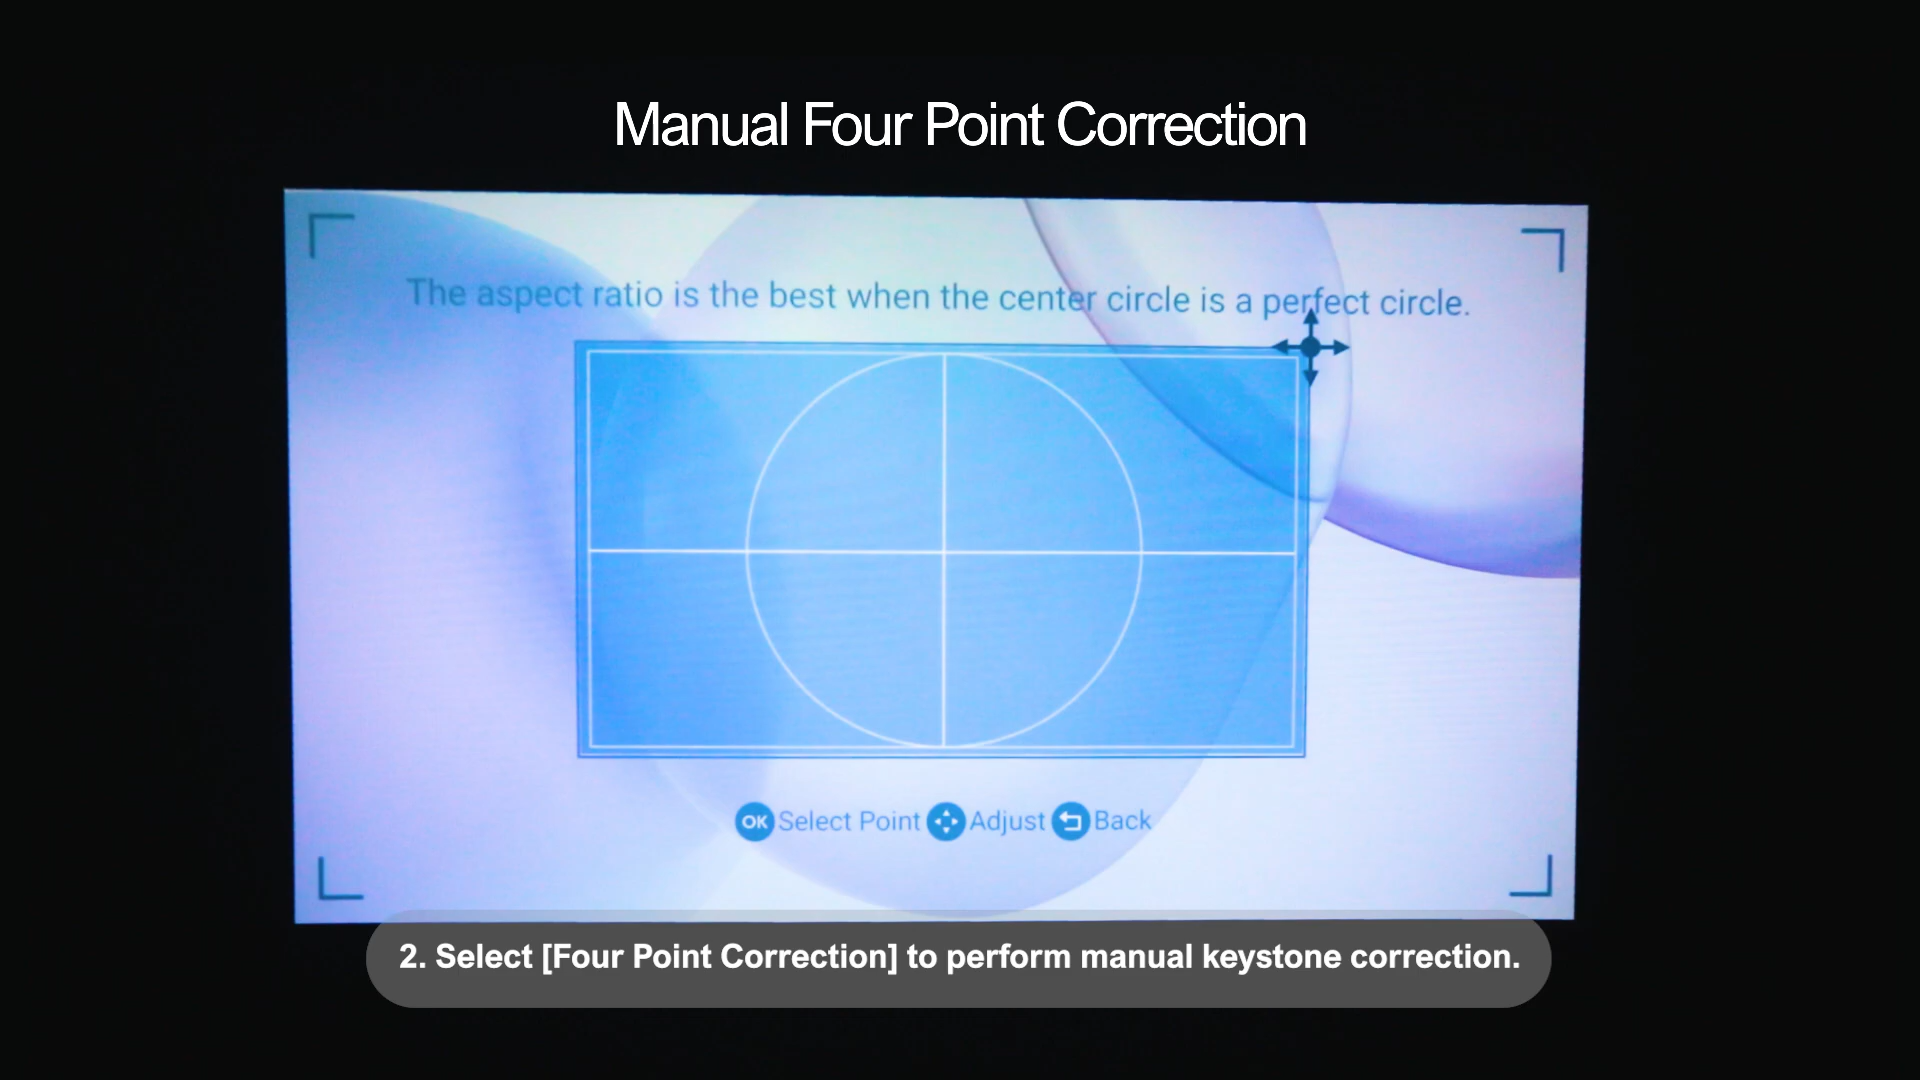 Manual Four Point Correction
The aspect ratio is the best when the center circle is a perfect circle.
OK Select Point Adjust Back
2. Select [Four Point Correction] to perform manual keystone correction.